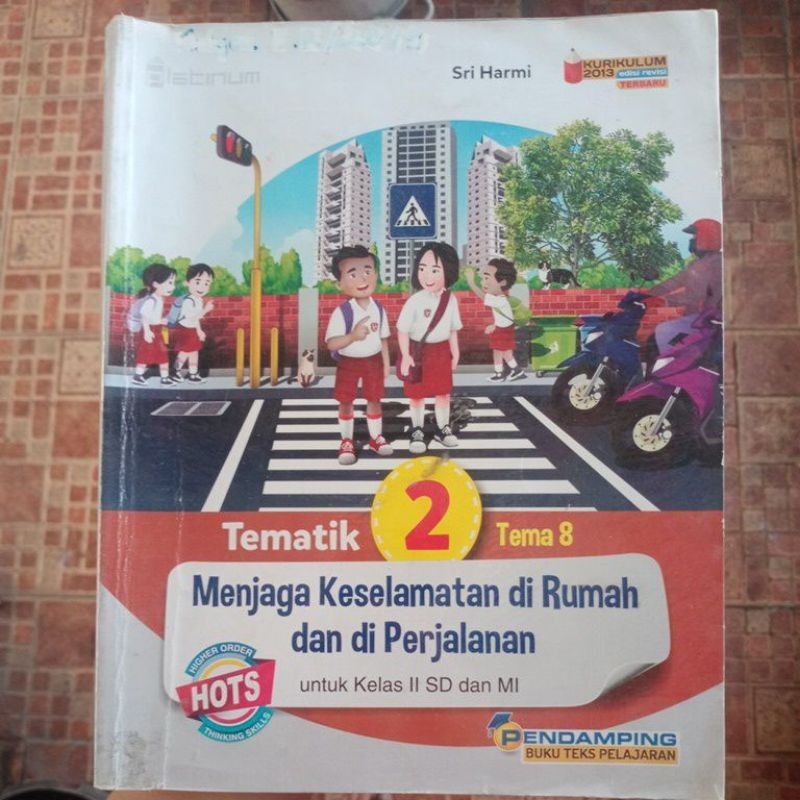 Platinum
Sri Harmi
KURIKULUM
2013 edisi revisi
TERBARU
Tematik 2 Tema 8
Menjaga Keselamatan di Rumah
dan di Perjalanan
untuk Kelas II SD dan MI
HIGHER ORDER
HOTS
THINKING SKILLS
PENDAMPING
BUKU TEKS PELAJARAN